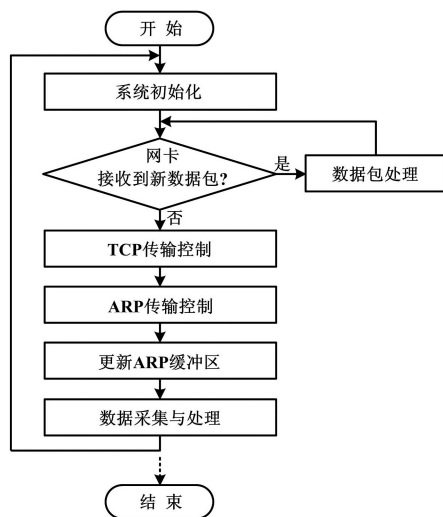 开 始
系统初始化
网卡
接收到新数据包?
是
数据包处理
否
TCP传输控制
ARP传输控制
更新ARP缓冲区
数据采集与处理
结 束